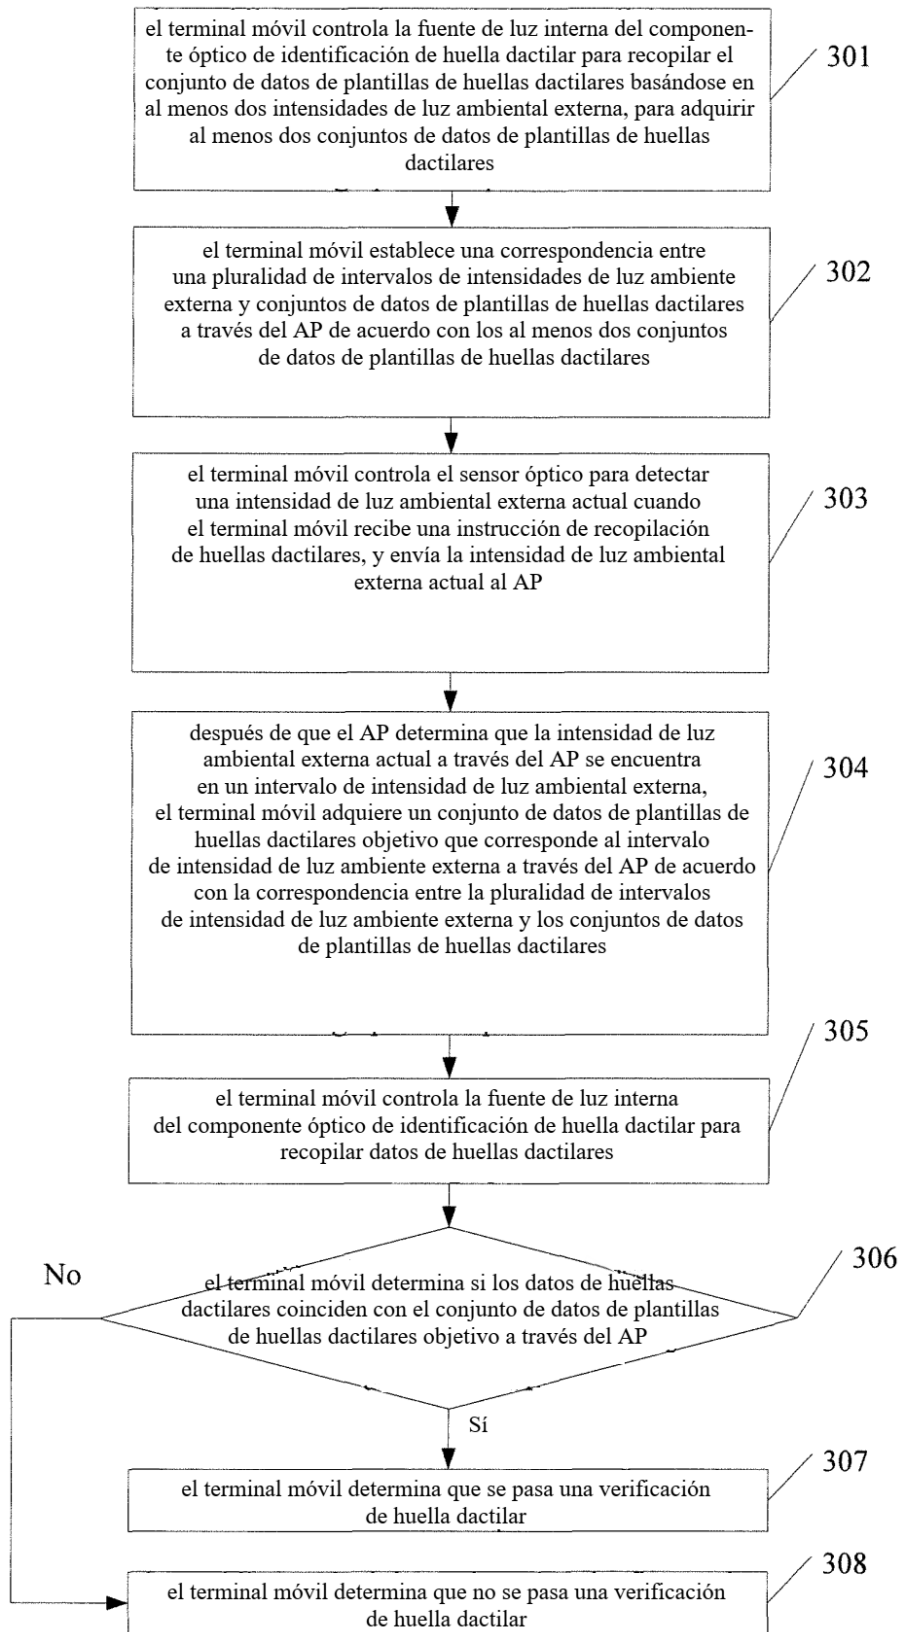 el terminal móvil controla la fuente de luz interna del componen-
te óptico de identificación de huella dactilar para recopilar el
conjunto de datos de plantillas de huellas dactilares basándose en
al menos dos intensidades de luz ambiental externa, para adquirir
al menos dos conjuntos de datos de plantillas de huellas
dactilares
301
el terminal móvil establece una correspondencia entre
una pluralidad de intervalos de intensidades de luz ambiente
externa y conjuntos de datos de plantillas de huellas dactilares
a través del AP de acuerdo con los al menos dos conjuntos
de datos de plantillas de huellas dactilares
302
el terminal móvil controla el sensor óptico para detectar
una intensidad de luz ambiental externa actual cuando
el terminal móvil recibe una instrucción de recopilación
de huellas dactilares, y envía la intensidad de luz ambiental
externa actual al AP
303
después de que el AP determina que la intensidad de luz
ambiental externa actual a través del AP se encuentra
en un intervalo de intensidad de luz ambiental externa,
el terminal móvil adquiere un conjunto de datos de plantillas de
huellas dactilares objetivo que corresponde al intervalo
de intensidad de luz ambiente externa a través del AP de acuerdo
con la correspondencia entre la pluralidad de intervalos
de intensidad de luz ambiente externa y los conjuntos de datos
de plantillas de huellas dactilares
304
el terminal móvil controla la fuente de luz interna
del componente óptico de identificación de huella dactilar para
recopilar datos de huellas dactilares
305
el terminal móvil determina si los datos de huellas
dactilares coinciden con el conjunto de datos de plantillas
de huellas dactilares objetivo a través del AP
306
No
Sí
el terminal móvil determina que se pasa una verificación
de huella dactilar
307
el terminal móvil determina que no se pasa una verificación
de huella dactilar
308